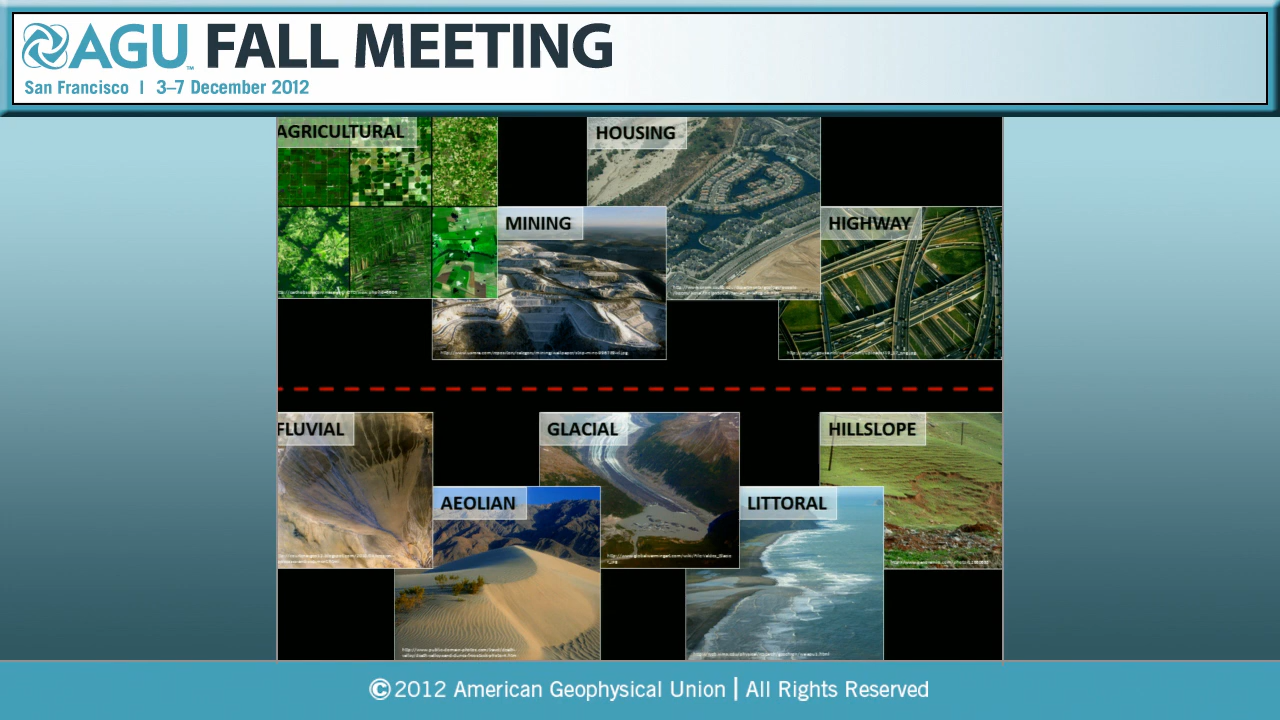 AGU™ FALL MEETING
San Francisco | 3–7 December 2012
AGRICULTURAL
HOUSING
MINING
HIGHWAY
FLUVIAL
GLACIAL
HILLSLOPE
AEOLIAN
LITTORAL
©2012 American Geophysical Union | All Rights Reserved